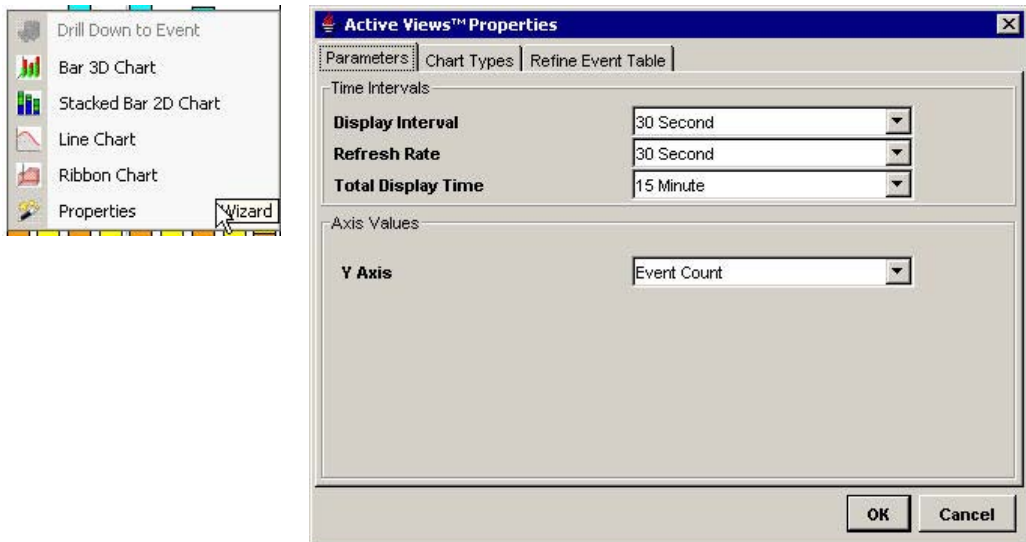 Drill Down to Event
Bar 3D Chart
Stacked Bar 2D Chart
Line Chart
Ribbon Chart
Properties
Wizard
Active Views™ Properties
Parameters Chart Types Refine Event Table
Time Intervals
Display Interval 30 Second
Refresh Rate 30 Second
Total Display Time 15 Minute
Axis Values
Y Axis Event Count
OK Cancel